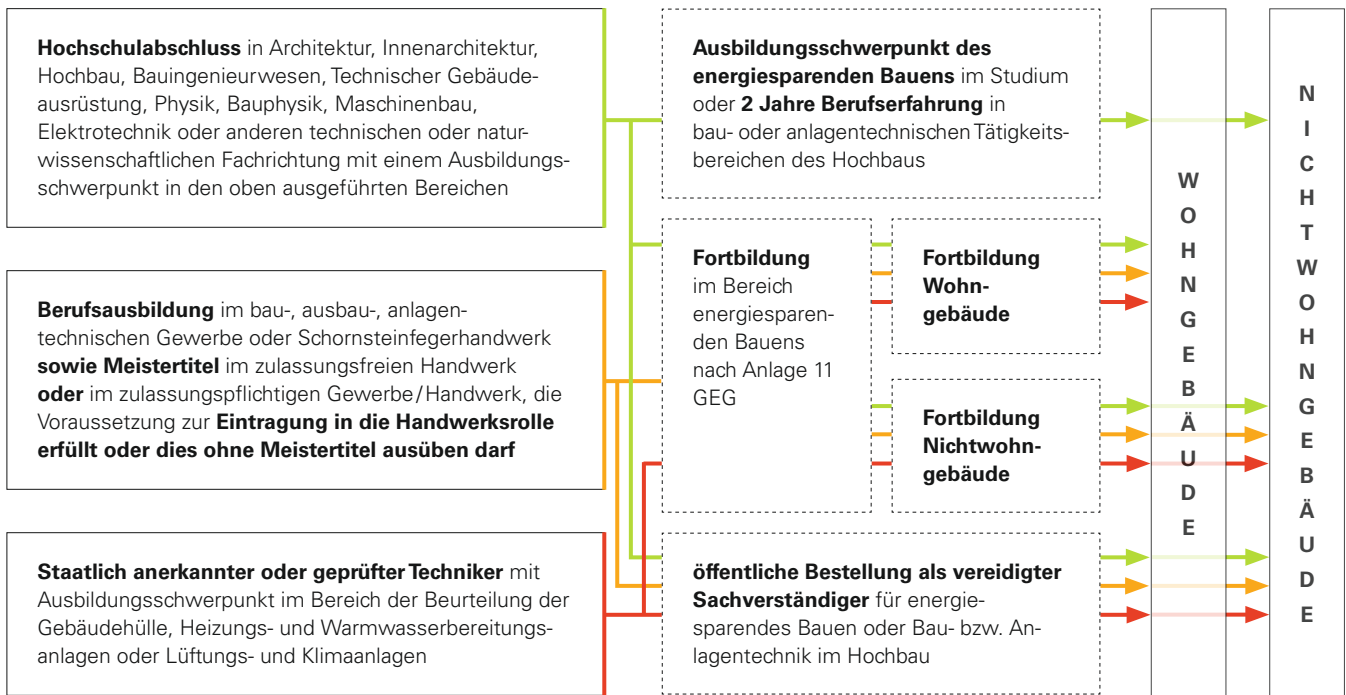 Hochschulabschluss in Architektur, Innenarchitektur,
Hochbau, Bauingenieurwesen, Technischer Gebäude-
ausrüstung, Physik, Bauphysik, Maschinenbau,
Elektrotechnik oder anderen technischen oder natur-
wissenschaftlichen Fachrichtung mit einem Ausbildungs-
schwerpunkt in den oben ausgeführten Bereichen
Berufsausbildung im bau-, ausbau-, anlagen-
technischen Gewerbe oder Schornsteinfegerhandwerk
sowie Meistertitel im zulassungsfreien Handwerk
oder im zulassungspflichtigen Gewerbe/Handwerk, die
Voraussetzung zur Eintragung in die Handwerksrolle
erfüllt oder dies ohne Meistertitel ausüben darf
Staatlich anerkannter oder geprüfter Techniker mit
Ausbildungsschwerpunkt im Bereich der Beurteilung der
Gebäudehülle, Heizungs- und Warmwasserbereitungs-
anlagen oder Lüftungs- und Klimaanlagen
Ausbildungsschwerpunkt des
energiesparenden Bauens im Studium
oder 2 Jahre Berufserfahrung in
bau- oder anlagentechnischen Tätigkeits-
bereichen des Hochbaus
Fortbildung
im Bereich
energiesparen-
den Bauens
nach Anlage 11
GEG
Fortbildung
Wohn-
gebäude
Fortbildung
Nichtwohn-
gebäude
öffentliche Bestellung als vereidigter
Sachverständiger für energie-
sparendes Bauen oder Bau- bzw. An-
lagentechnik im Hochbau
WOHNGEBÄUDE
NICHTWOHNGEBÄUDE